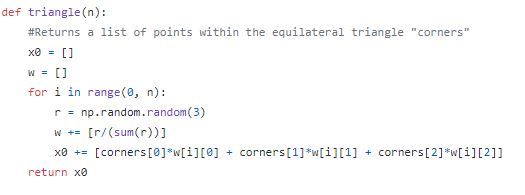 def triangle(n):
    #Returns a list of points within the equilateral triangle "corners"
    x0 = []
    w = []
    for i in range(0, n):
        r = np.random.random(3)
        w += [r/(sum(r))]
        x0 += [corners[0]*w[i][0] + corners[1]*w[i][1] + corners[2]*w[i][2]]
    return x0